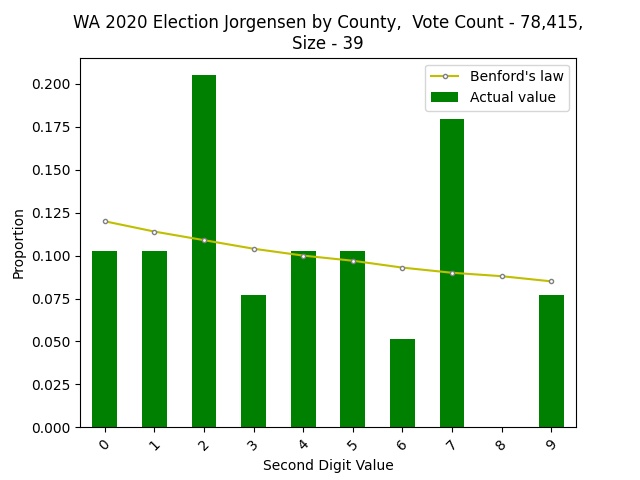 WA 2020 Election Jorgensen by County,  Vote Count - 78,415,
Size - 39
Benford's law
Actual value
0.200
0.175
0.150
0.125
0.100
0.075
0.050
0.025
0.000
Proportion
0 1 2 3 4 5 6 7 8 9
Second Digit Value